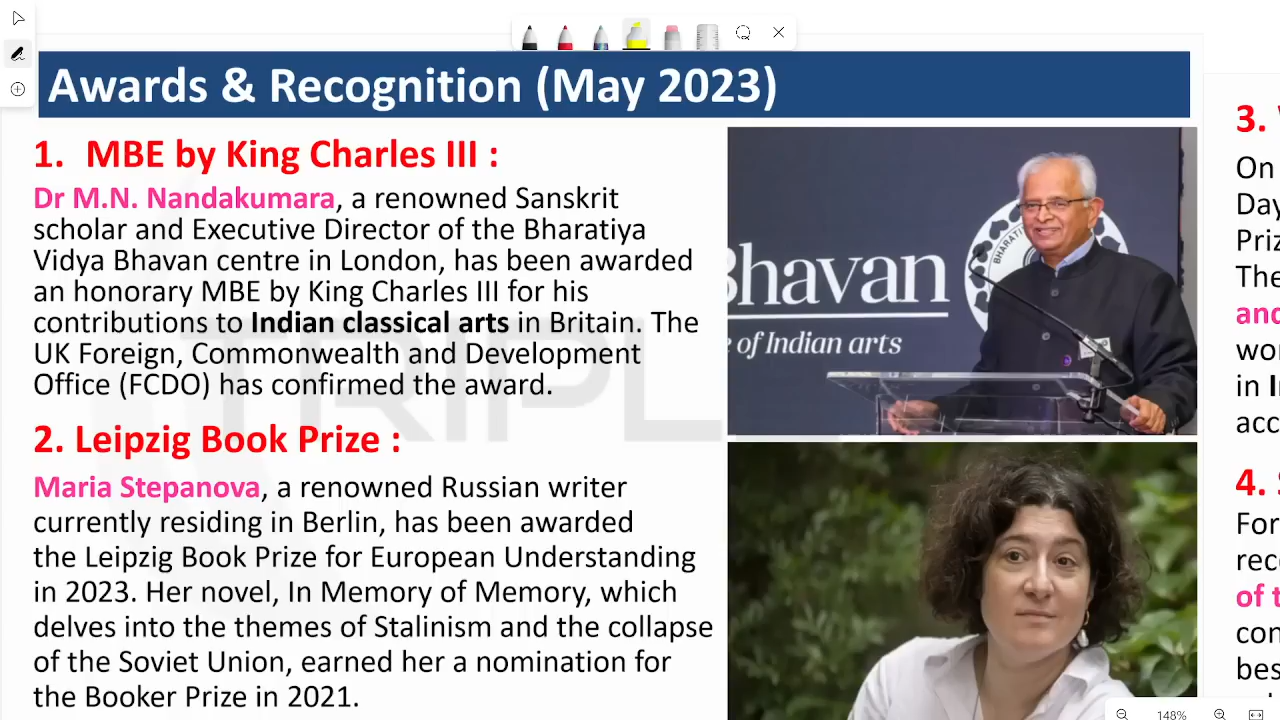 Awards & Recognition (May 2023)
1. MBE by King Charles III :
Dr M.N. Nandakumara, a renowned Sanskrit
scholar and Executive Director of the Bharatiya
Vidya Bhavan centre in London, has been awarded
an honorary MBE by King Charles III for his
contributions to Indian classical arts in Britain. The
UK Foreign, Commonwealth and Development
Office (FCDO) has confirmed the award.
2. Leipzig Book Prize :
Maria Stepanova, a renowned Russian writer
currently residing in Berlin, has been awarded
the Leipzig Book Prize for European Understanding
in 2023. Her novel, In Memory of Memory, which
delves into the themes of Stalinism and the collapse
of the Soviet Union, earned her a nomination for
the Booker Prize in 2021.
Bhavan
e of Indian arts
BHARATI
3.
On
Day
Priz
The
and
wor
in I
acc
4. S
For
rece
of t
con
bes
148%